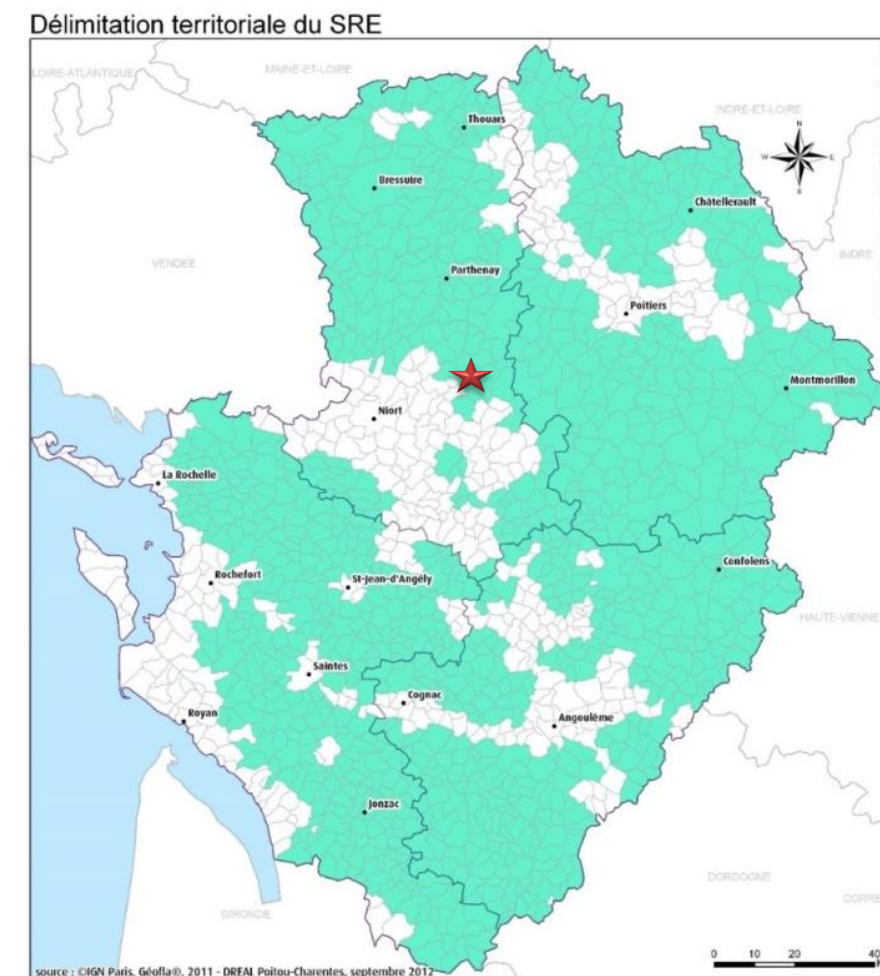 Délimitation territoriale du SRE
LOIRE-ATLANTIQUE
MAINE-ET-LOIRE
INDRE-ET-LOIRE
Thouars
N
W
E
S
Bressuire
Châtellerault
VENDEE
INDRE
Parthenay
Poitiers
Montmorillon
Niort
La Rochelle
Confolens
Rochefort
St-Jean-d'Angély
HAUTE-VIENNE
Saintes
Cognac
Royan
Angoulême
Jonzac
DORDOGNE
CORRE
GIRONDE
0 10 20 40
source : ©IGN Paris, Géofla®, 2011 - DREAL Poitou-Charentes, septembre 2012